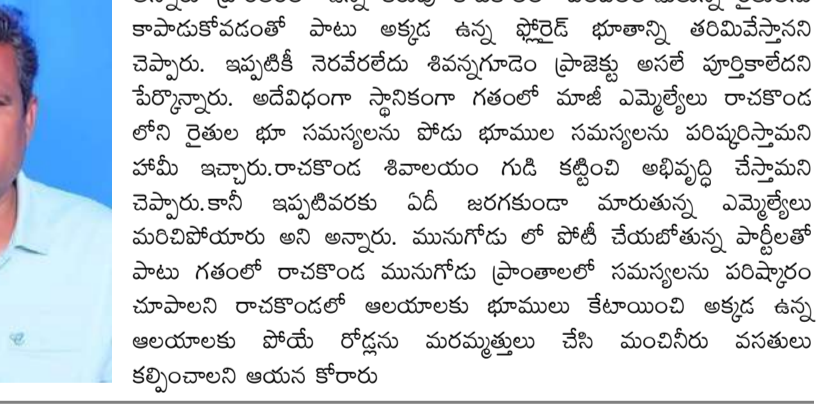 కాపాడుకోవడంతో పాటు అక్కడ ఉన్న ఫ్లోరైడ్ భూతాన్ని తరిమివేస్తానని
చెప్పారు. ఇప్పటికీ నెరవేరలేదు శివన్నగూడెం ప్రాజెక్టు అసలే పూర్తికాలేదని
పేర్కొన్నారు. అదేవిధంగా స్థానికంగా గతంలో మాజీ ఎమ్మెల్యేలు రాచకొండ
లోని రైతుల భూ సమస్యలను పోడు భూముల సమస్యలను పరిష్కరిస్తామని
హామీ ఇచ్చారు.రాచకొండ శివాలయం గుడి కట్టించి అభివృద్ధి చేస్తామని
చెప్పారు.కానీ ఇప్పటివరకు ఏదీ జరగకుండా మారుతున్న ఎమ్మెల్యేలు
మరిచిపోయారు అని అన్నారు. మునుగోడు లో పోటీ చేయబోతున్న పార్టీలతో
పాటు గతంలో రాచకొండ మునుగోడు ప్రాంతాలలో సమస్యలను పరిష్కారం
చూపాలని రాచకొండలో ఆలయాలకు భూములు కేటాయించి అక్కడ ఉన్న
ఆలయాలకు పోయే రోడ్లను మరమ్మత్తులు చేసి మంచినీరు వసతులు
కల్పించాలని ఆయన కోరారు